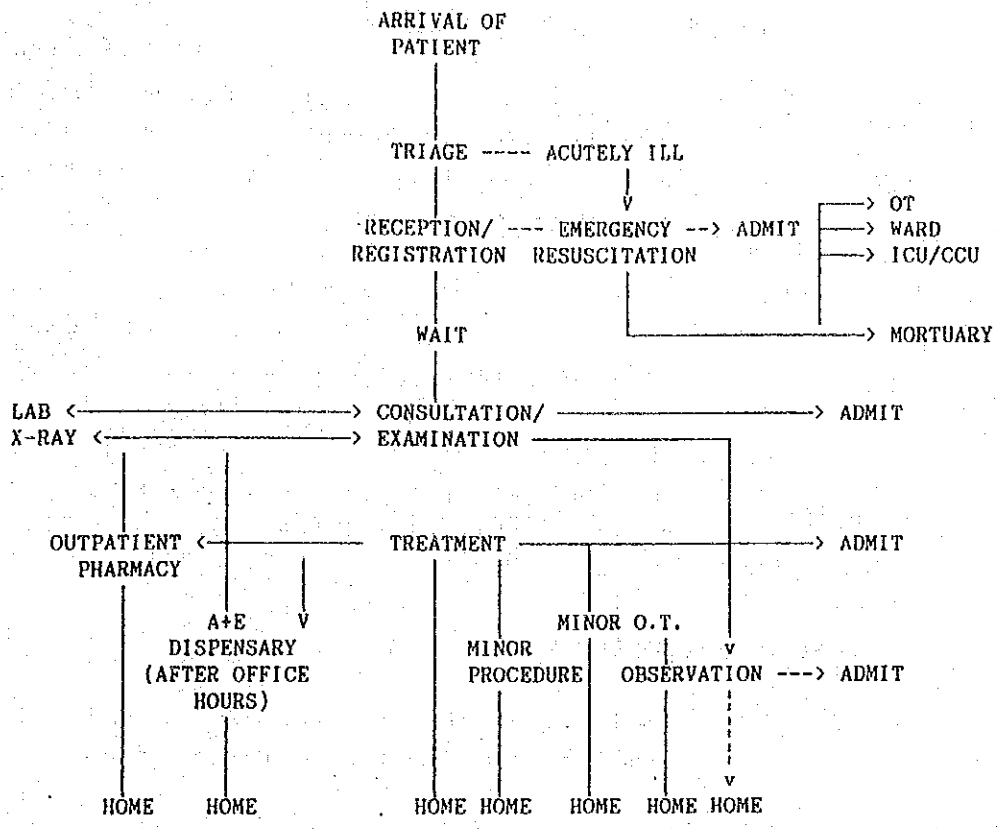 ARRIVAL OF
PATIENT
TRIAGE ---- ACUTELY ILL
V
OT
RECEPTION/ --- EMERGENCY --> ADMIT
WARD
REGISTRATION RESUSCITATION
ICU/CCU
WAIT
MORTUARY
LAB <---> CONSULTATION/ ---> ADMIT
X-RAY <---> EXAMINATION
OUTPATIENT <--- TREATMENT ---> ADMIT
PHARMACY
A+E V MINOR O.T.
DISPENSARY MINOR V
(AFTER OFFICE PROCEDURE OBSERVATION ---> ADMIT
HOURS)
V
HOME HOME HOME HOME HOME HOME HOME